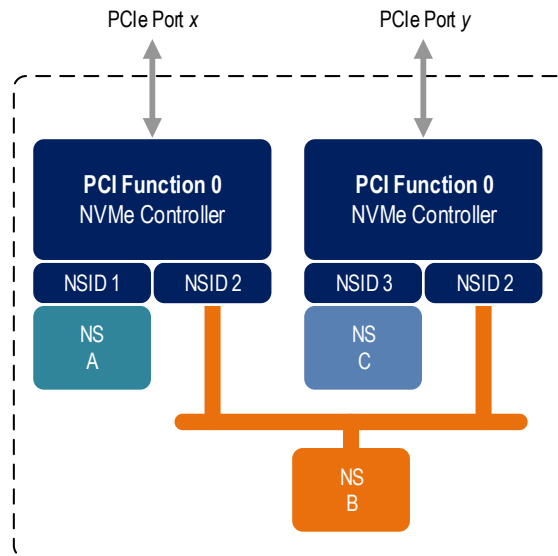 PCIe Port x
PCIe Port y
PCI Function 0
NVMe Controller
PCI Function 0
NVMe Controller
NSID 1
NSID 2
NSID 3
NSID 2
NS
A
NS
C
NS
B